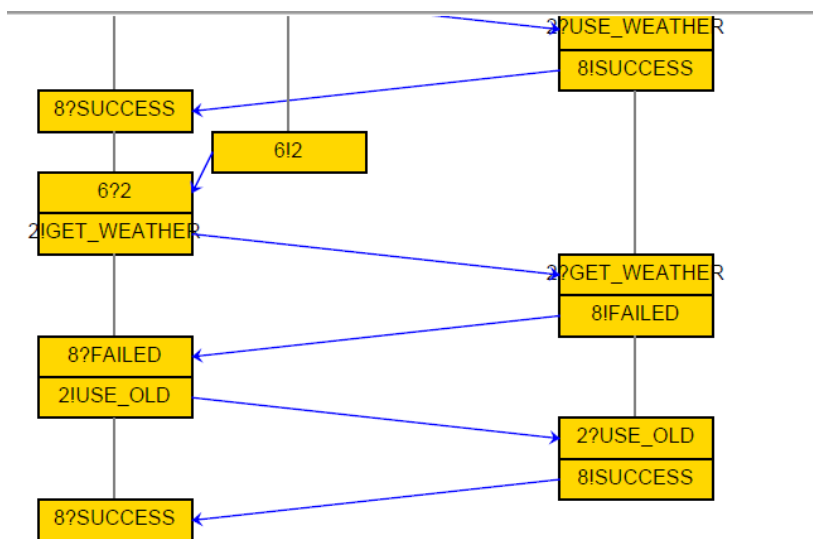 2?USE_WEATHER
8!SUCCESS
8?SUCCESS
6!2
6?2
2!GET_WEATHER
2?GET_WEATHER
8!FAILED
8?FAILED
2!USE_OLD
2?USE_OLD
8!SUCCESS
8?SUCCESS